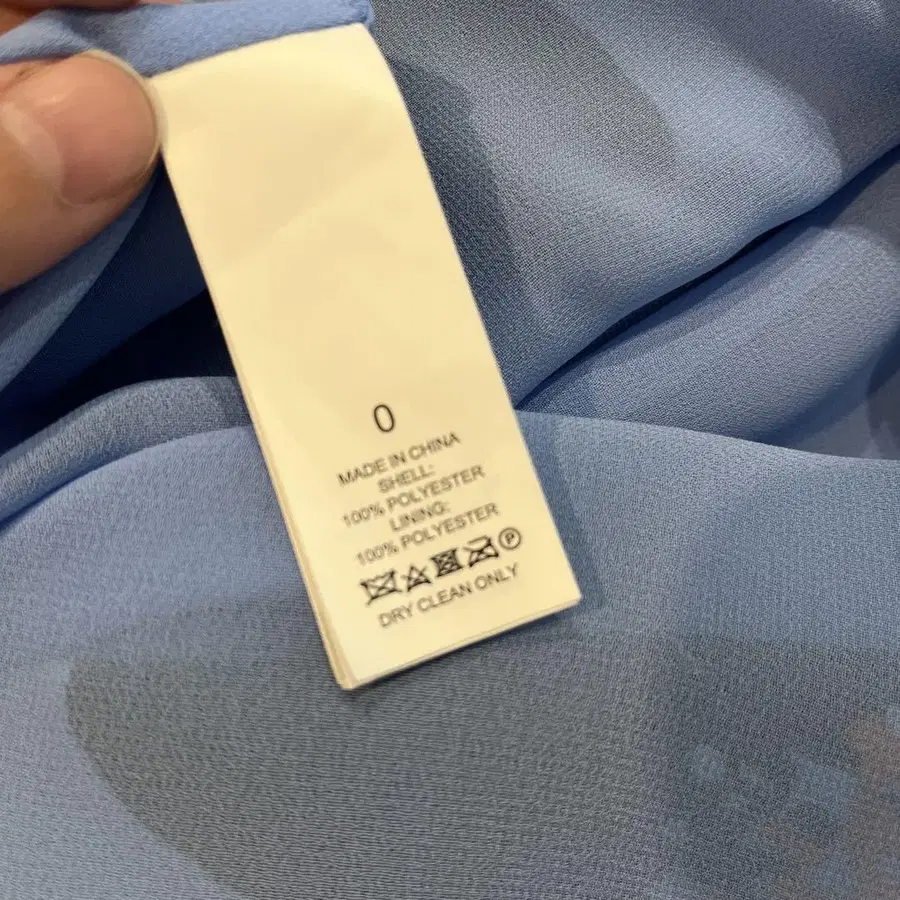 0
MADE IN CHINA
SHELL:
100% POLYESTER
LINING:
100% POLYESTER
P
DRY CLEAN ONLY